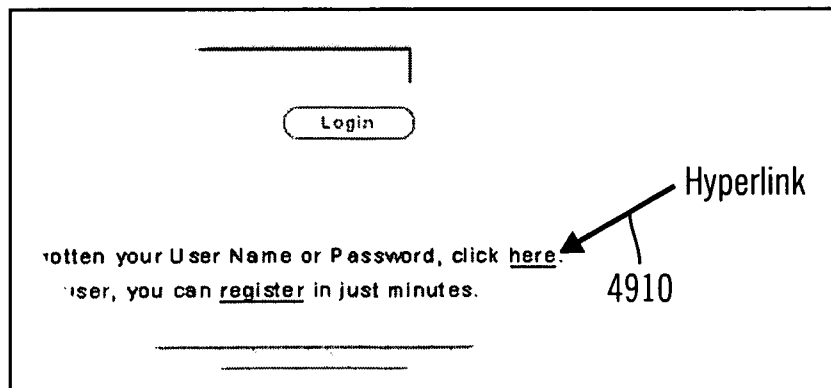 Login
Hyperlink
otten your User Name or Password, click here.
user, you can register in just minutes.
4910